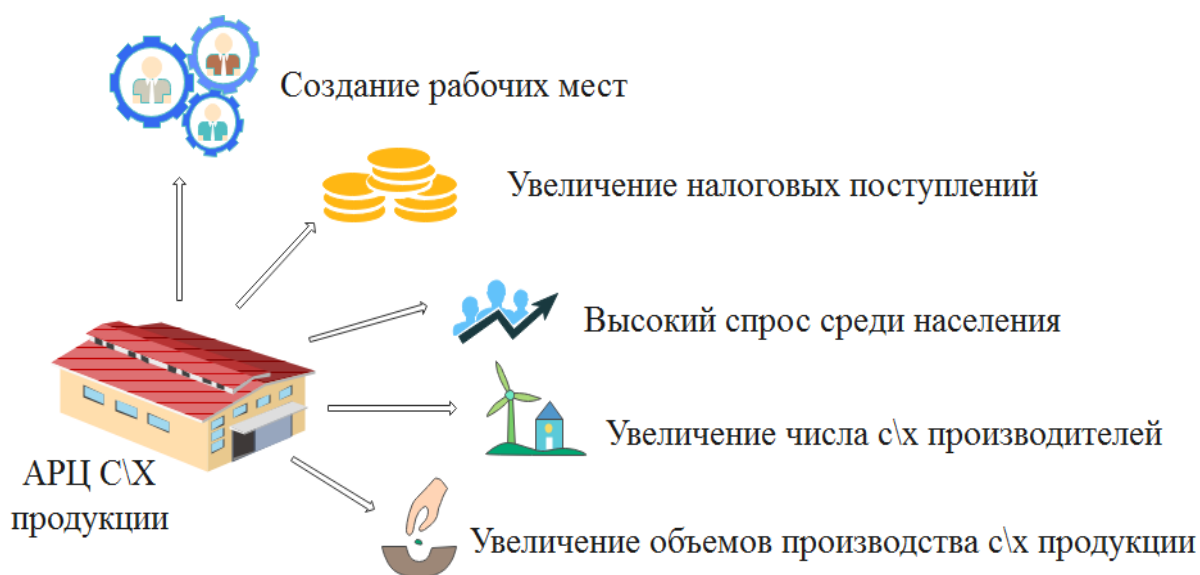 Создание рабочих мест
Увеличение налоговых поступлений
Высокий спрос среди населения
Увеличение числа с\х производителей
АРЦ С\Х
продукции
Увеличение объемов производства с\х продукции